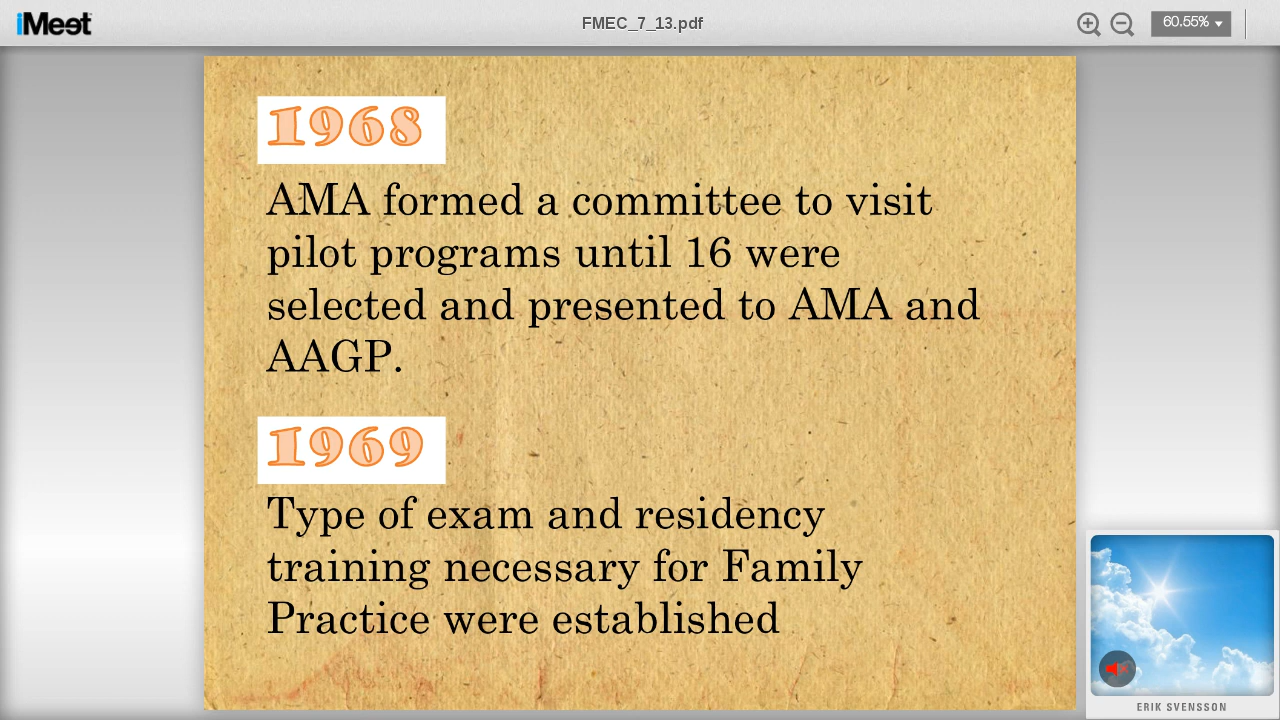 iMeet
FMEC_7_13.pdf
60.55%
1968
AMA formed a committee to visit
pilot programs until 16 were
selected and presented to AMA and
AAGP.
1969
Type of exam and residency
training necessary for Family
Practice were established
ERIK SVENSSON